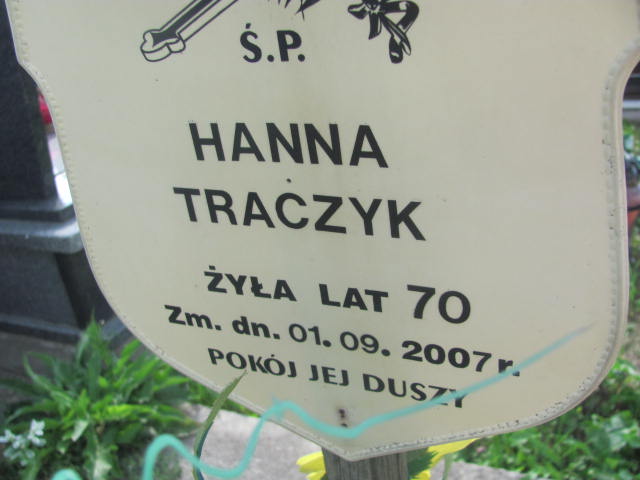 Ś.P.
HANNA
TRACZYK
ŻYŁA LAT 70
Zm. dn. 01. 09. 2007 r.
POKÓJ JEJ DUSZY